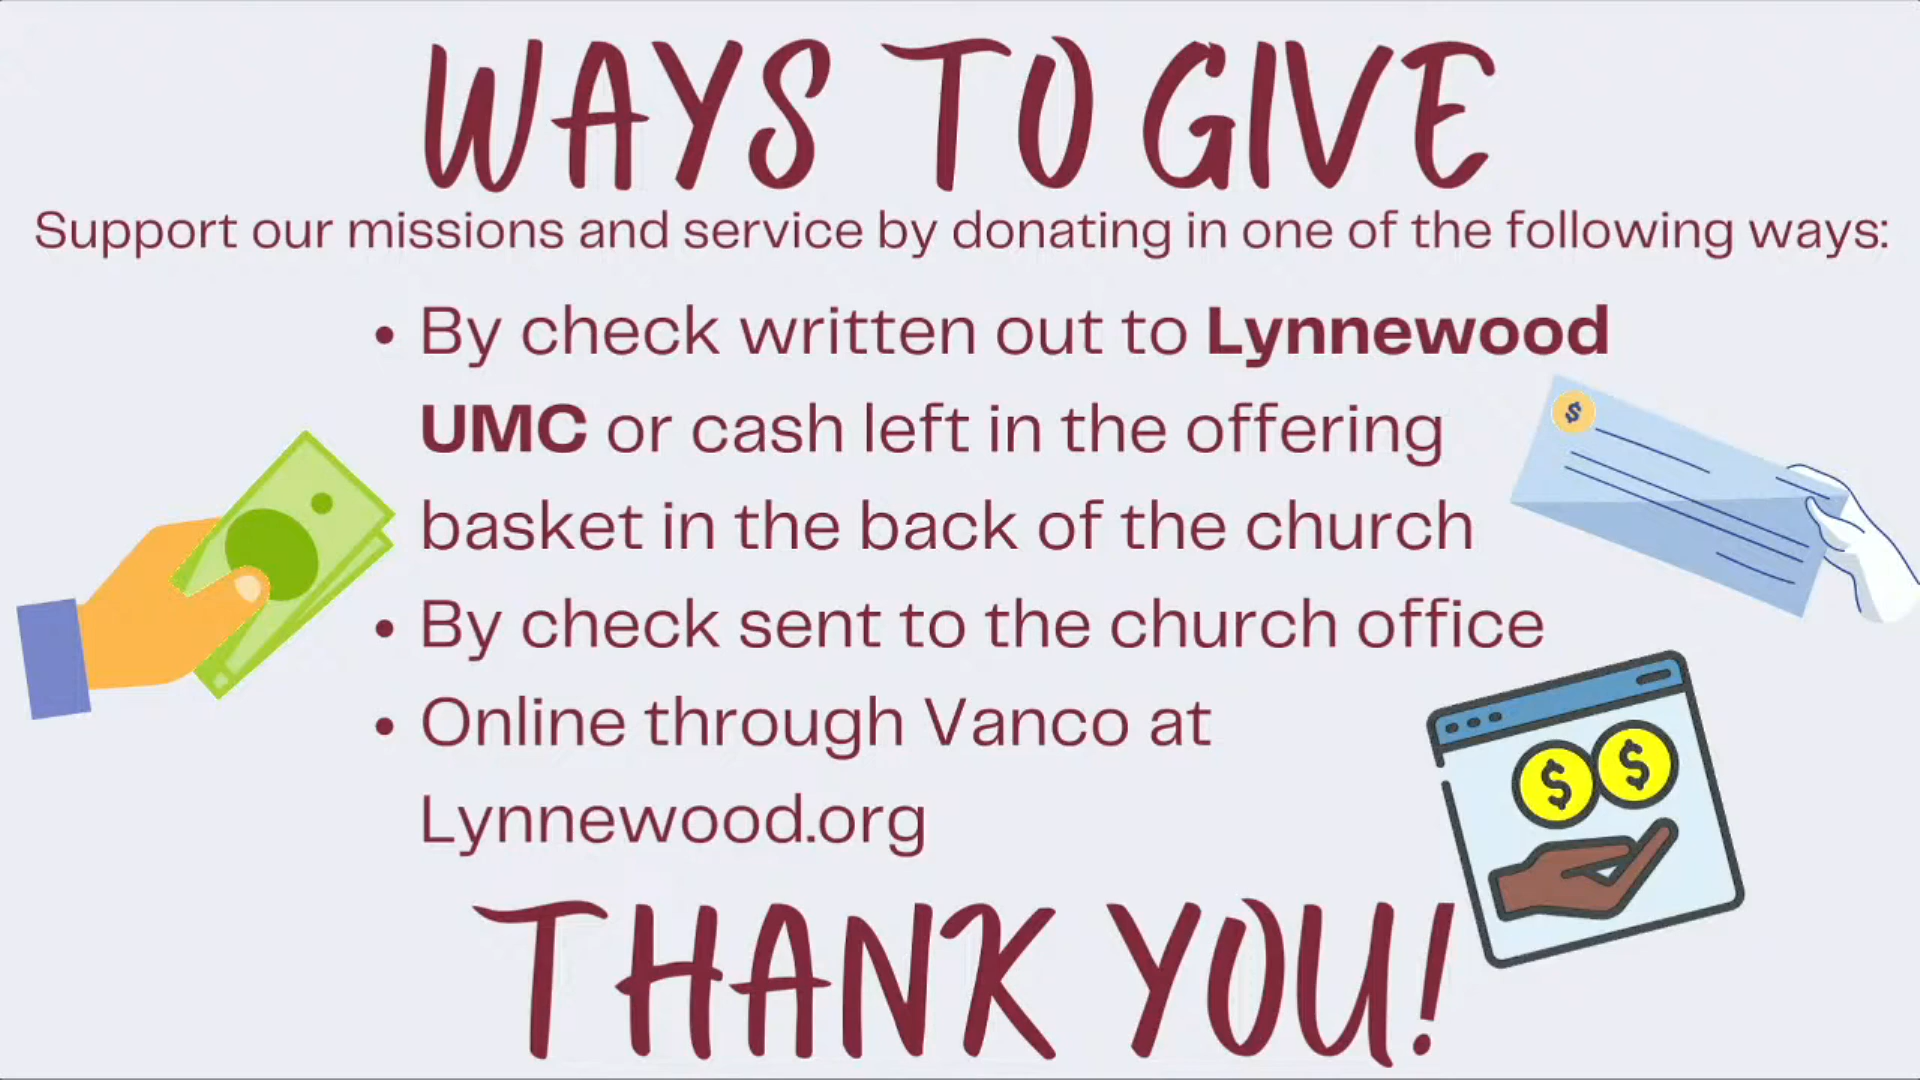 WAYS TO GIVE
Support our missions and service by donating in one of the following ways:
• By check written out to Lynnewood
UMC or cash left in the offering
basket in the back of the church
• By check sent to the church office
• Online through Vanco at
Lynnewood.org
$
$ $
THANK YOU!